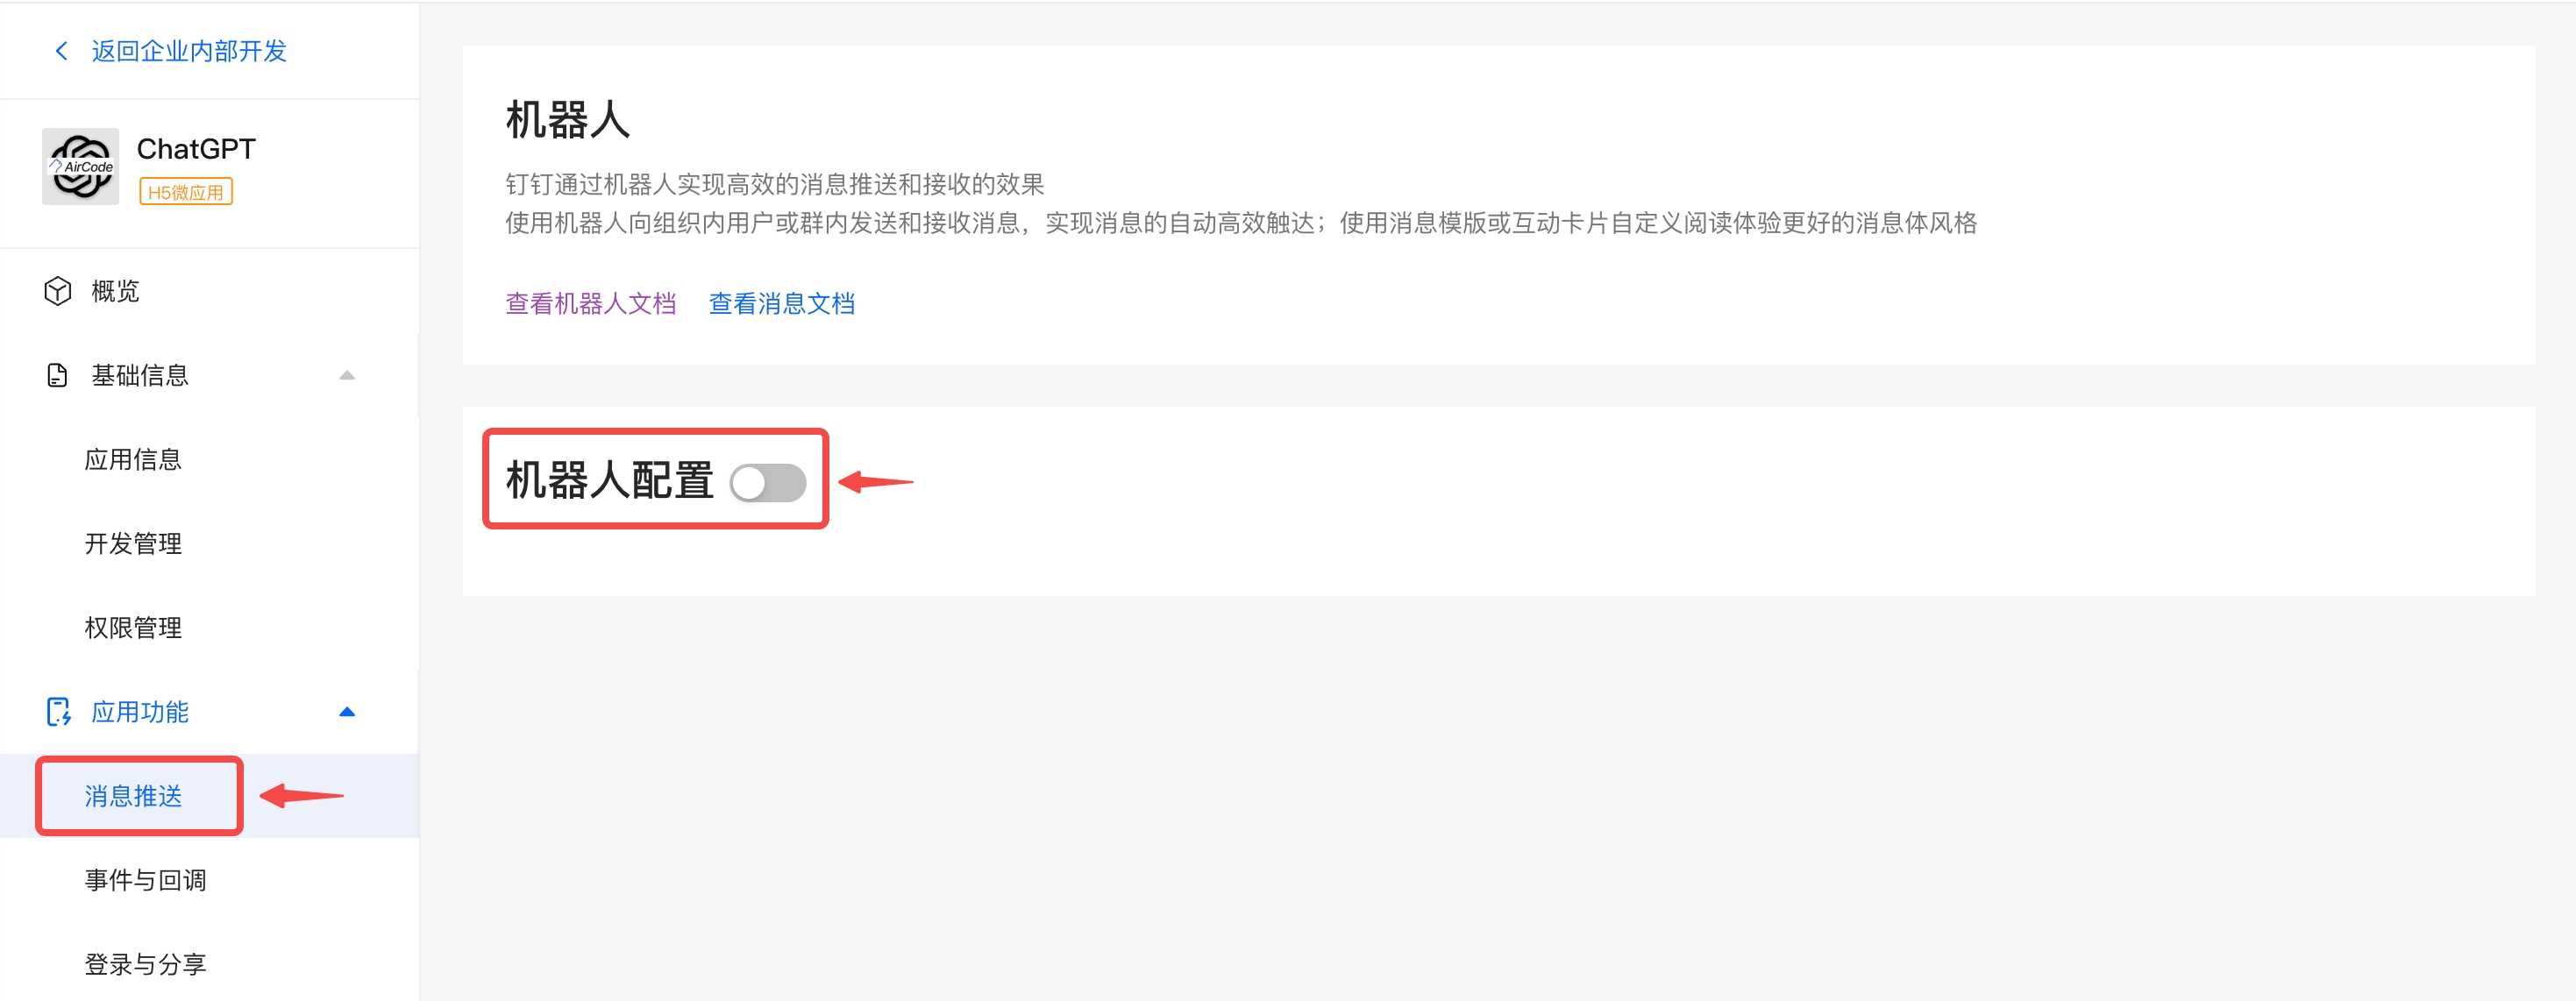 返回企业内部开发
AirCode
ChatGPT
H5微应用
概览
基础信息
应用信息
开发管理
权限管理
应用功能
消息推送
事件与回调
登录与分享
机器人
钉钉通过机器人实现高效的消息推送和接收的效果
使用机器人向组织内用户或群内发送和接收消息，实现消息的自动高效触达；使用消息模版或互动卡片自定义阅读体验更好的消息体风格
查看机器人文档 查看消息文档
机器人配置